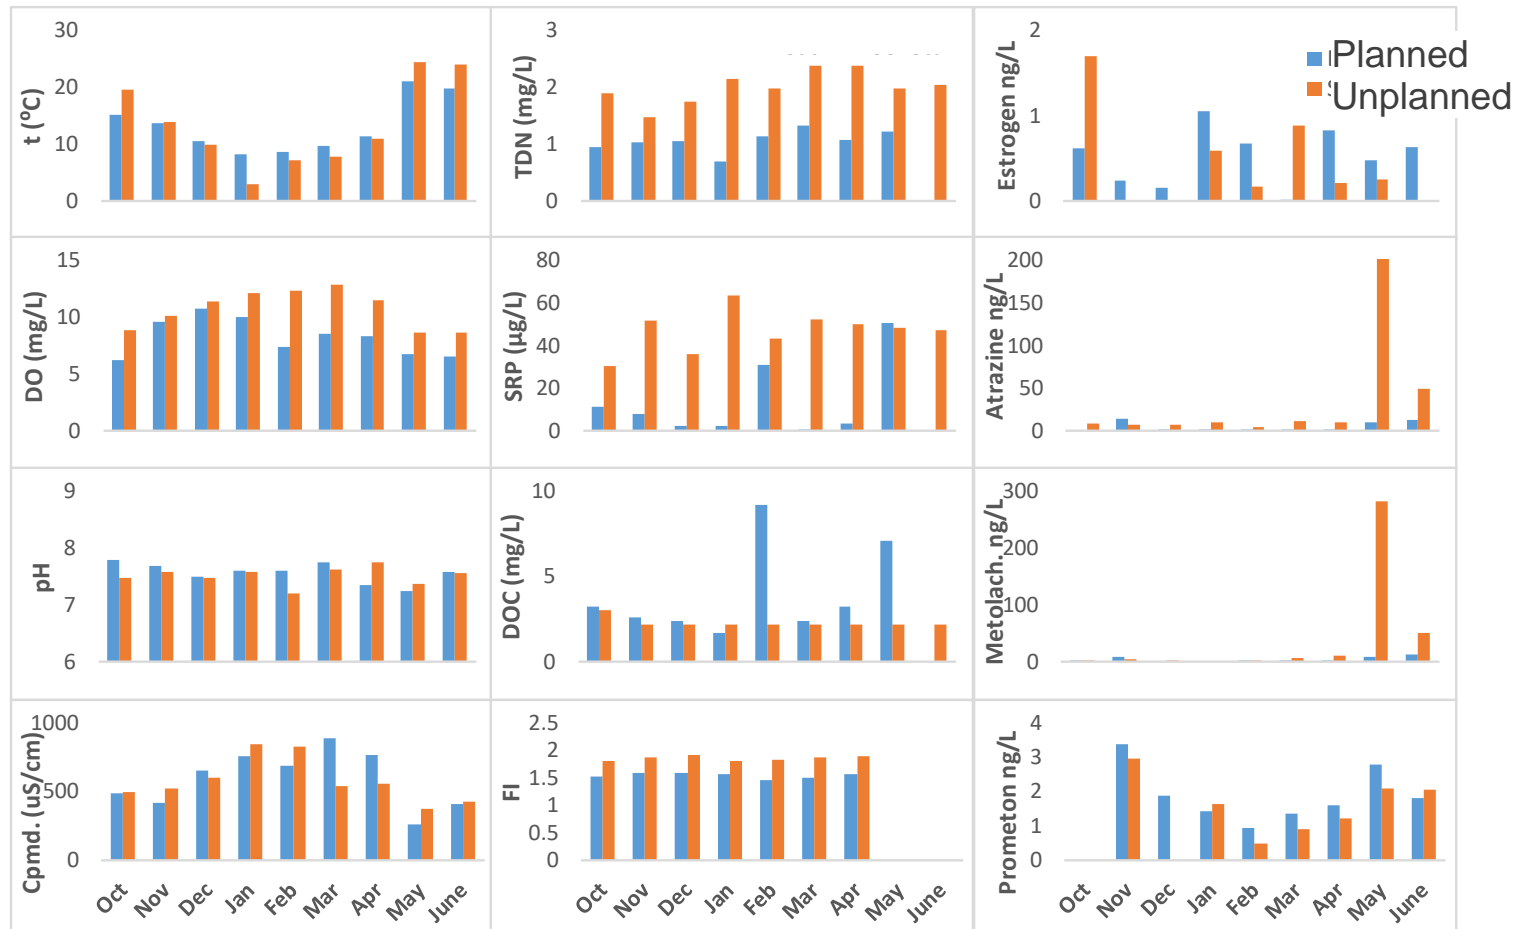 t (⁰C)
30
20
10
0
TDN (mg/L)
3
2
1
0
Estrogen ng/L
2
1
0
Planned
Unplanned
DO (mg/L)
15
10
5
0
SRP (µg/L)
80
60
40
20
0
Atrazine ng/L
200
150
100
50
0
pH
9
8
7
6
DOC (mg/L)
10
5
0
Metolach. ng/L
300
200
100
0
Cpmd. (uS/cm)
1000
500
0
Oct Nov Dec Jan Feb Mar Apr May June
FI
2.5
2
1.5
1
0.5
0
Oct Nov Dec Jan Feb Mar Apr May June
Prometon ng/L
4
3
2
1
0
Oct Nov Dec Jan Feb Mar Apr May June